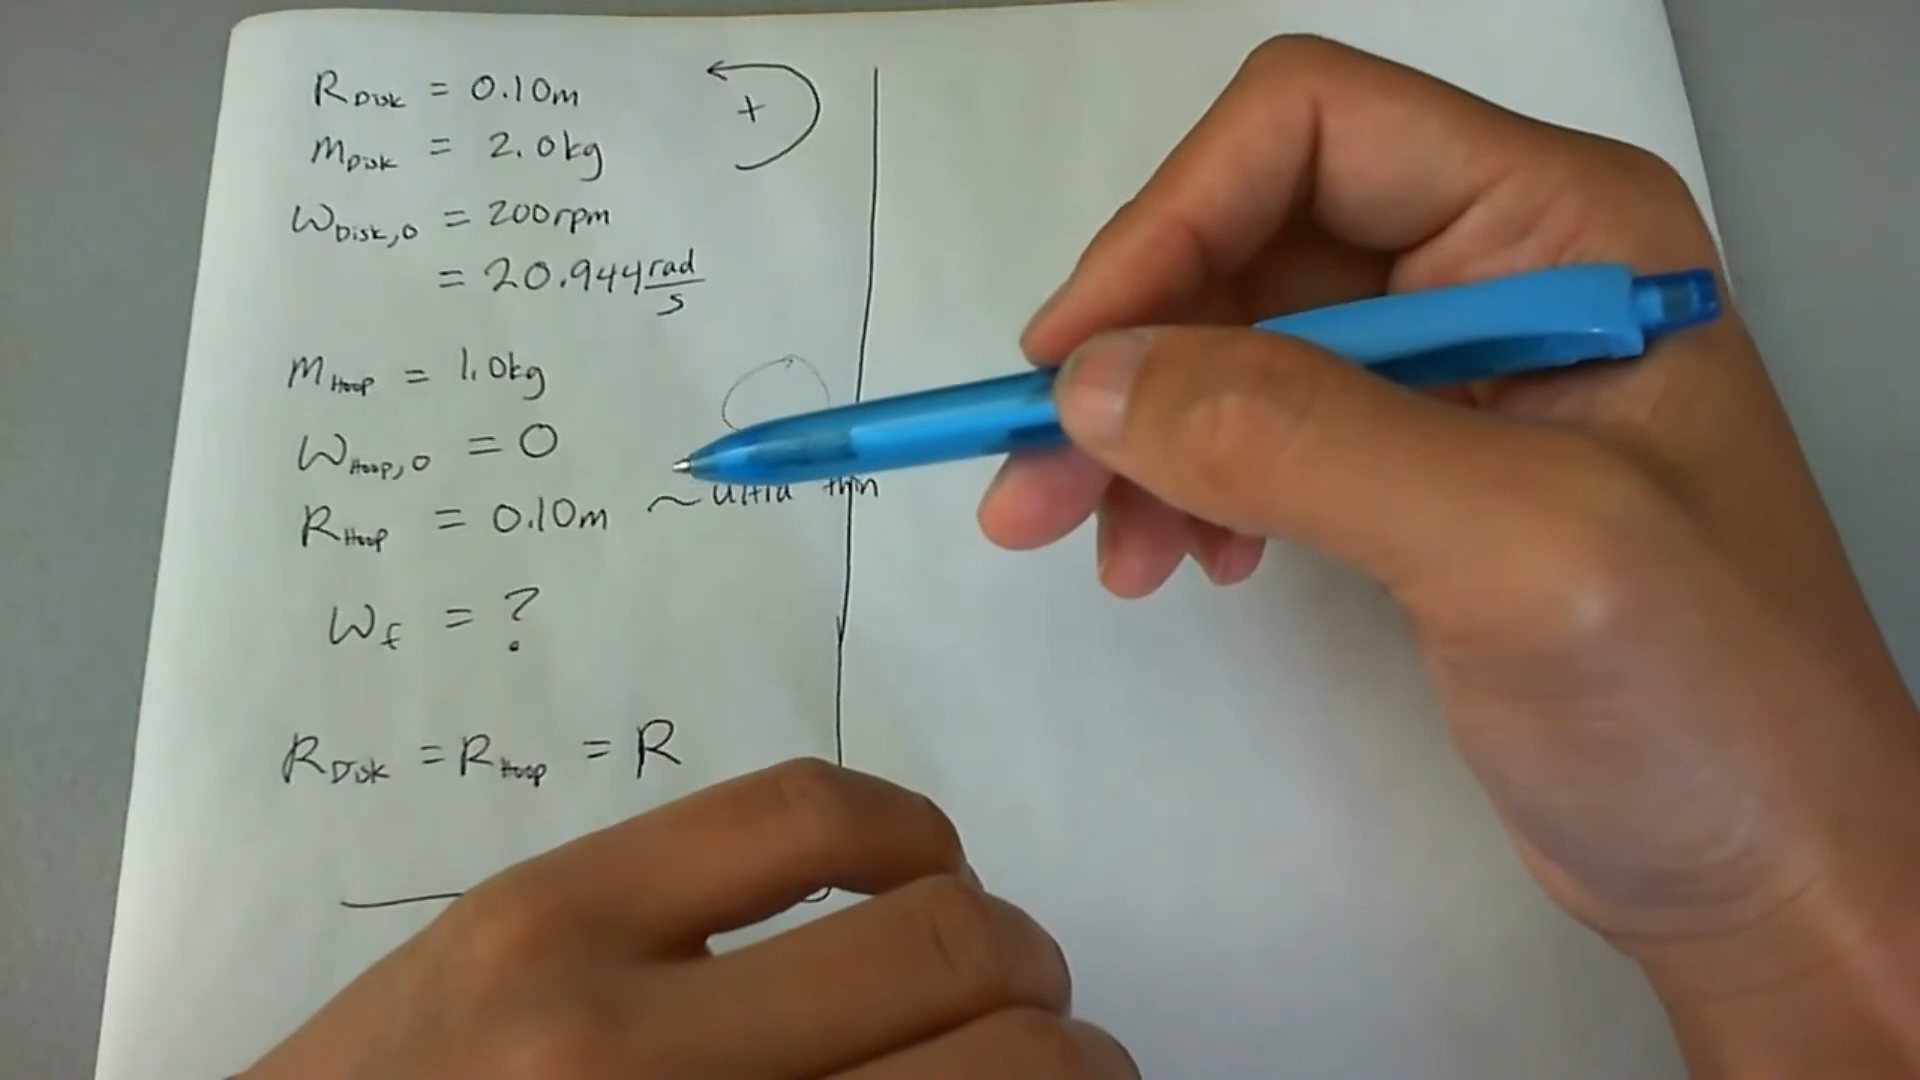 R_Disk = 0.10m
+
m_Disk = 2.0kg
ω_Disk,0 = 200rpm
= 20.944 rad/s
m_Hoop = 1.0kg
ω_Hoop,0 = 0
R_Hoop = 0.10m ~ ultra thin
ω_f = ?
R_Disk = R_Hoop = R